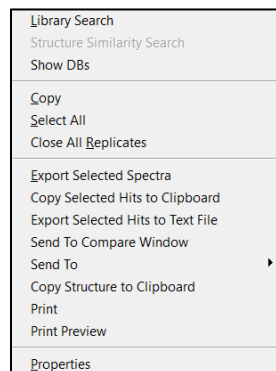 Library Search
Structure Similarity Search
Show DBs
Copy
Select All
Close All Replicates
Export Selected Spectra
Copy Selected Hits to Clipboard
Export Selected Hits to Text File
Send To Compare Window
Send To
Copy Structure to Clipboard
Print
Print Preview
Properties